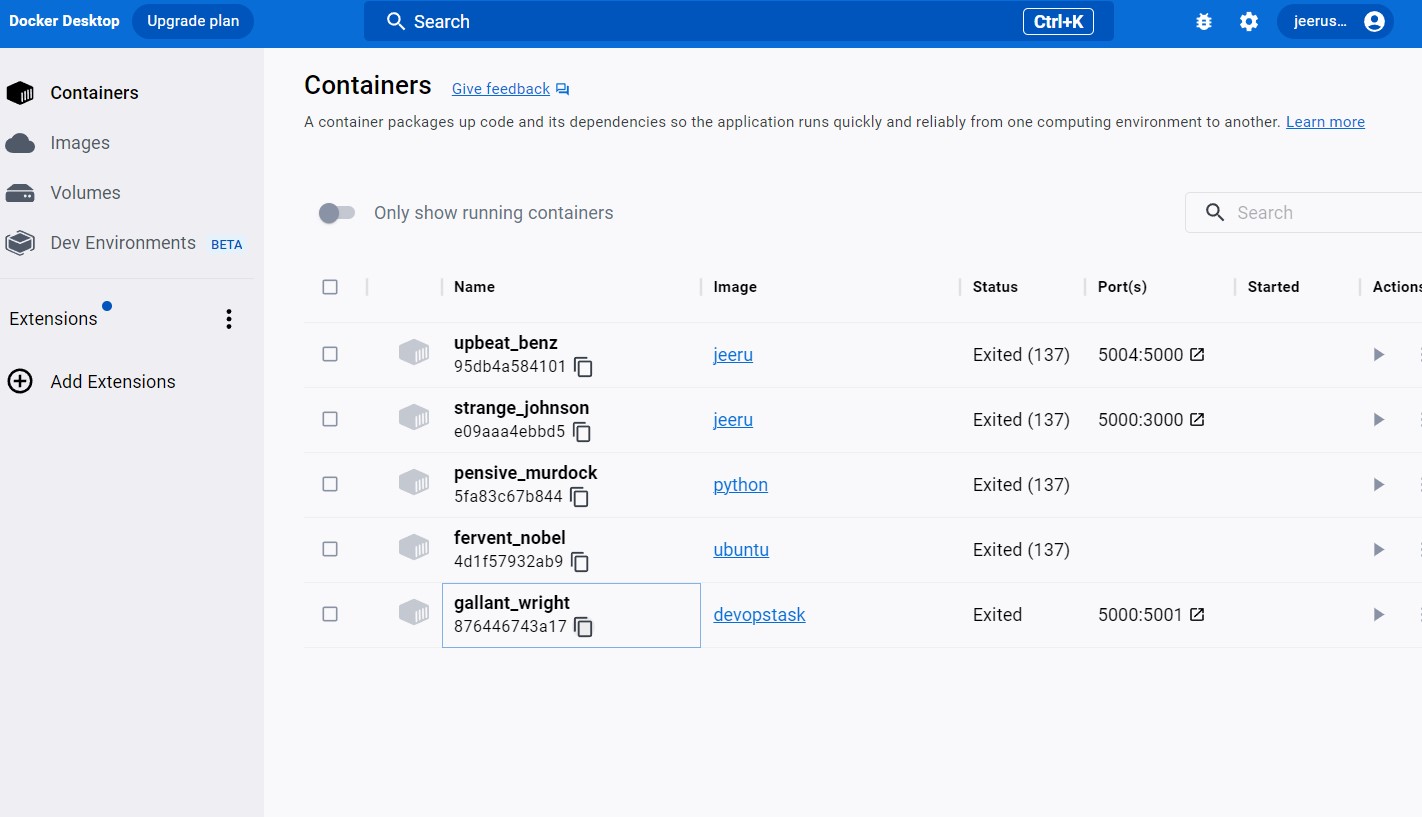 Docker Desktop Upgrade plan Search Ctrl+K jeerus...
Containers
Images
Volumes
Dev Environments BETA
Extensions
Add Extensions
Containers Give feedback
A container packages up code and its dependencies so the application runs quickly and reliably from one computing environment to another. Learn more
Only show running containers Search
Name Image Status Port(s) Started Actions
upbeat_benz
95db4a584101 jeeru Exited (137) 5004:5000
strange_johnson
e09aaa4ebbd5 jeeru Exited (137) 5000:3000
pensive_murdock
5fa83c67b844 python Exited (137)
fervent_nobel
4d1f57932ab9 ubuntu Exited (137)
gallant_wright
876446743a17 devopstask Exited 5000:5001